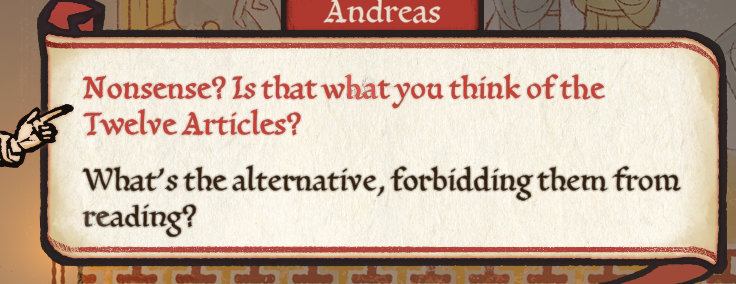 Andreas
Nonsense? Is that what you think of the
Twelve Articles?
What's the alternative, forbidding them from
reading?